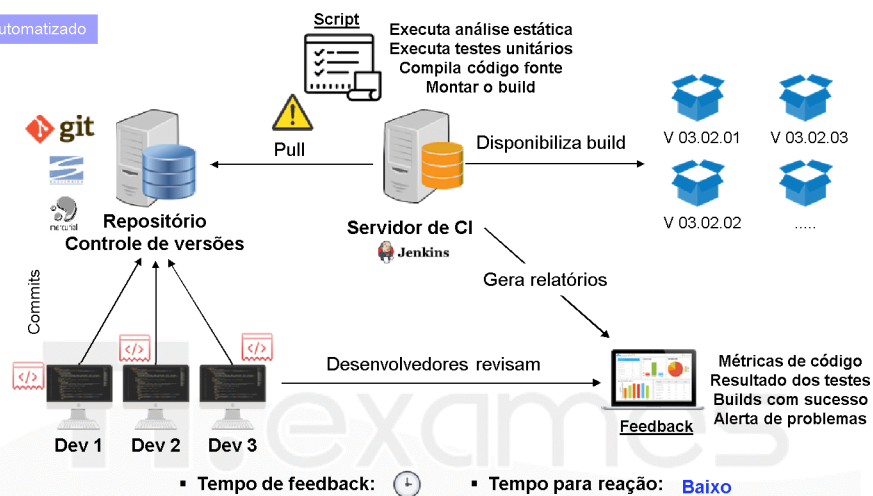 utomatizado
Script
Executa análise estática
Executa testes unitários
Compila código fonte
Montar o build
git
mercurial
Pull
Disponibiliza build
V 03.02.01
V 03.02.03
V 03.02.02
.....
Repositório
Controle de versões
Servidor de CI
Jenkins
Gera relatórios
Commits
Desenvolvedores revisam
Métricas de código
Resultado dos testes
Builds com sucesso
Alerta de problemas
Feedback
Dev 1
Dev 2
Dev 3
TI.exames
▪ Tempo de feedback:
▪ Tempo para reação: Baixo